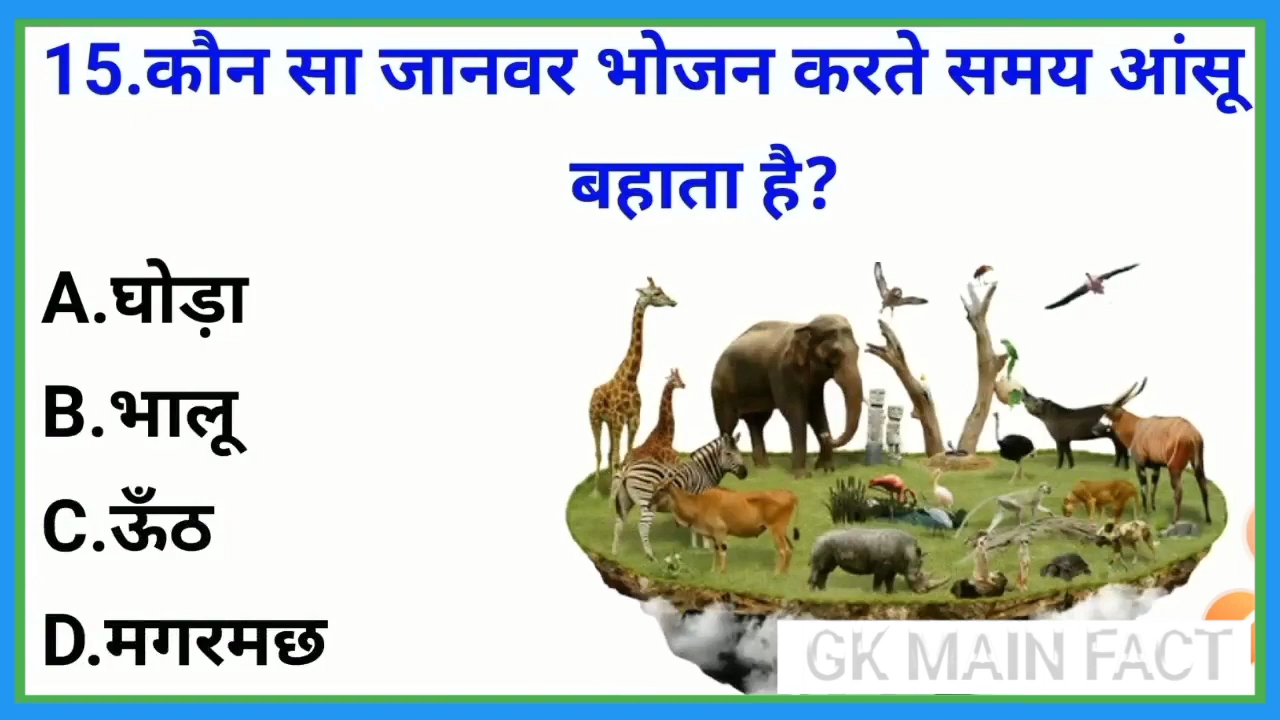 15.कौन सा जानवर भोजन करते समय आंसू
बहाता है?
A.घोड़ा
B.भालू
C.ऊँठ
D.मगरमछ
GK MAIN FACT